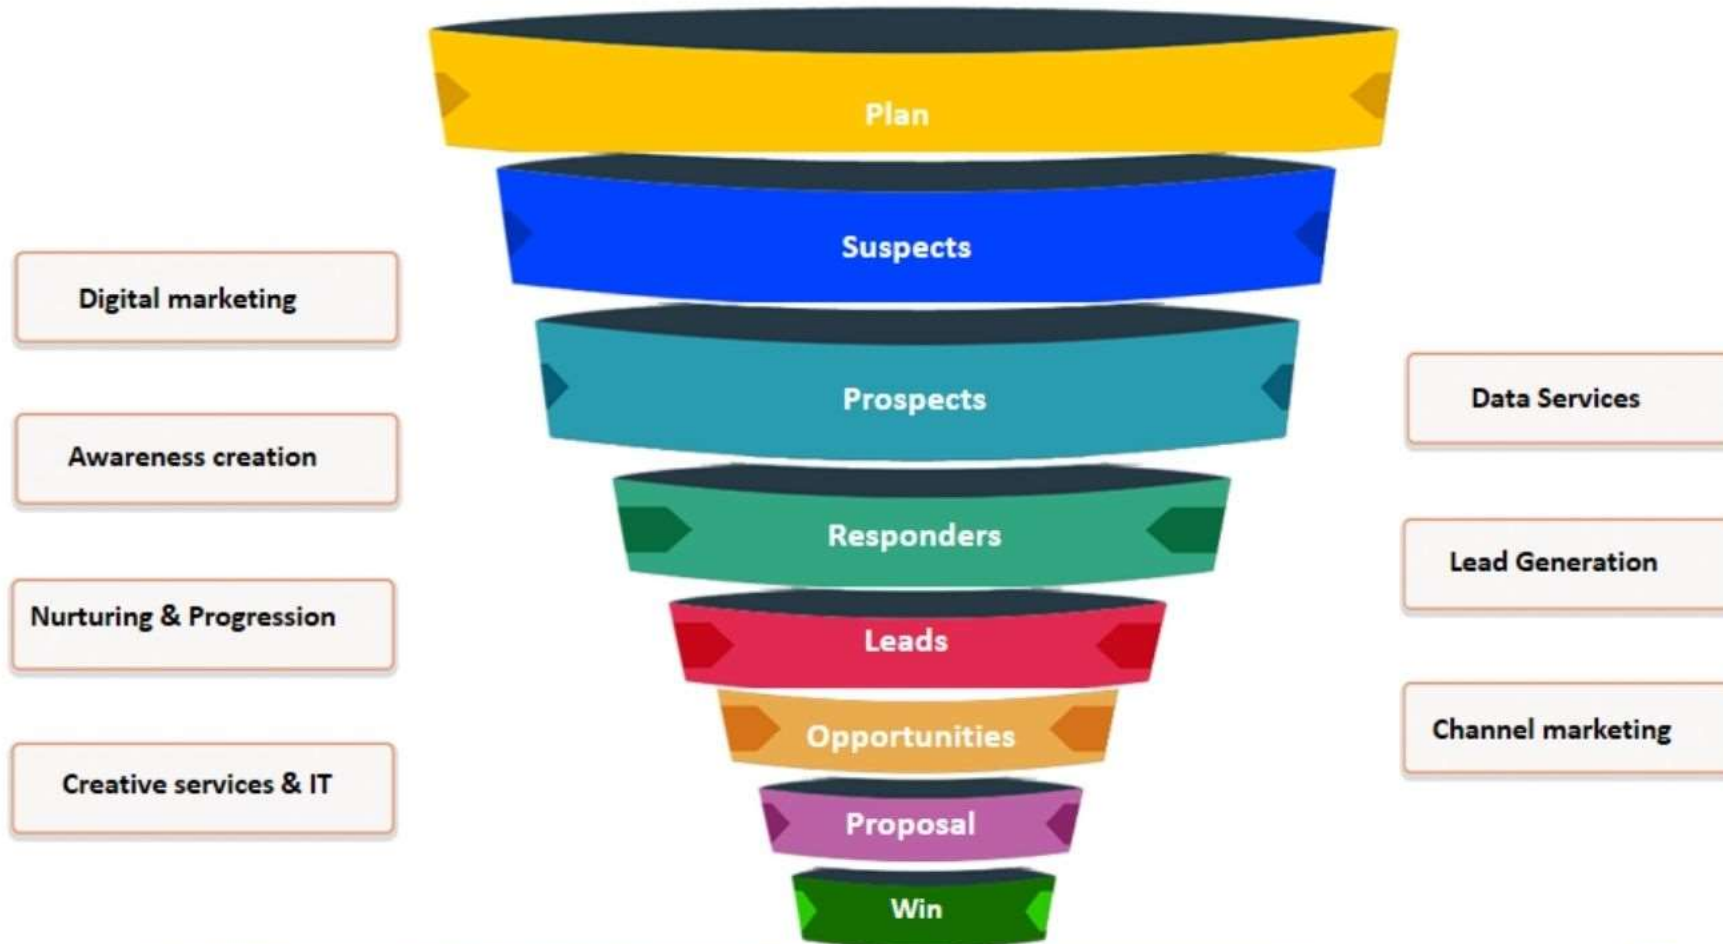 Plan
Suspects
Prospects
Responders
Leads
Opportunities
Proposal
Win
Digital marketing
Awareness creation
Nurturing & Progression
Creative services & IT
Data Services
Lead Generation
Channel marketing